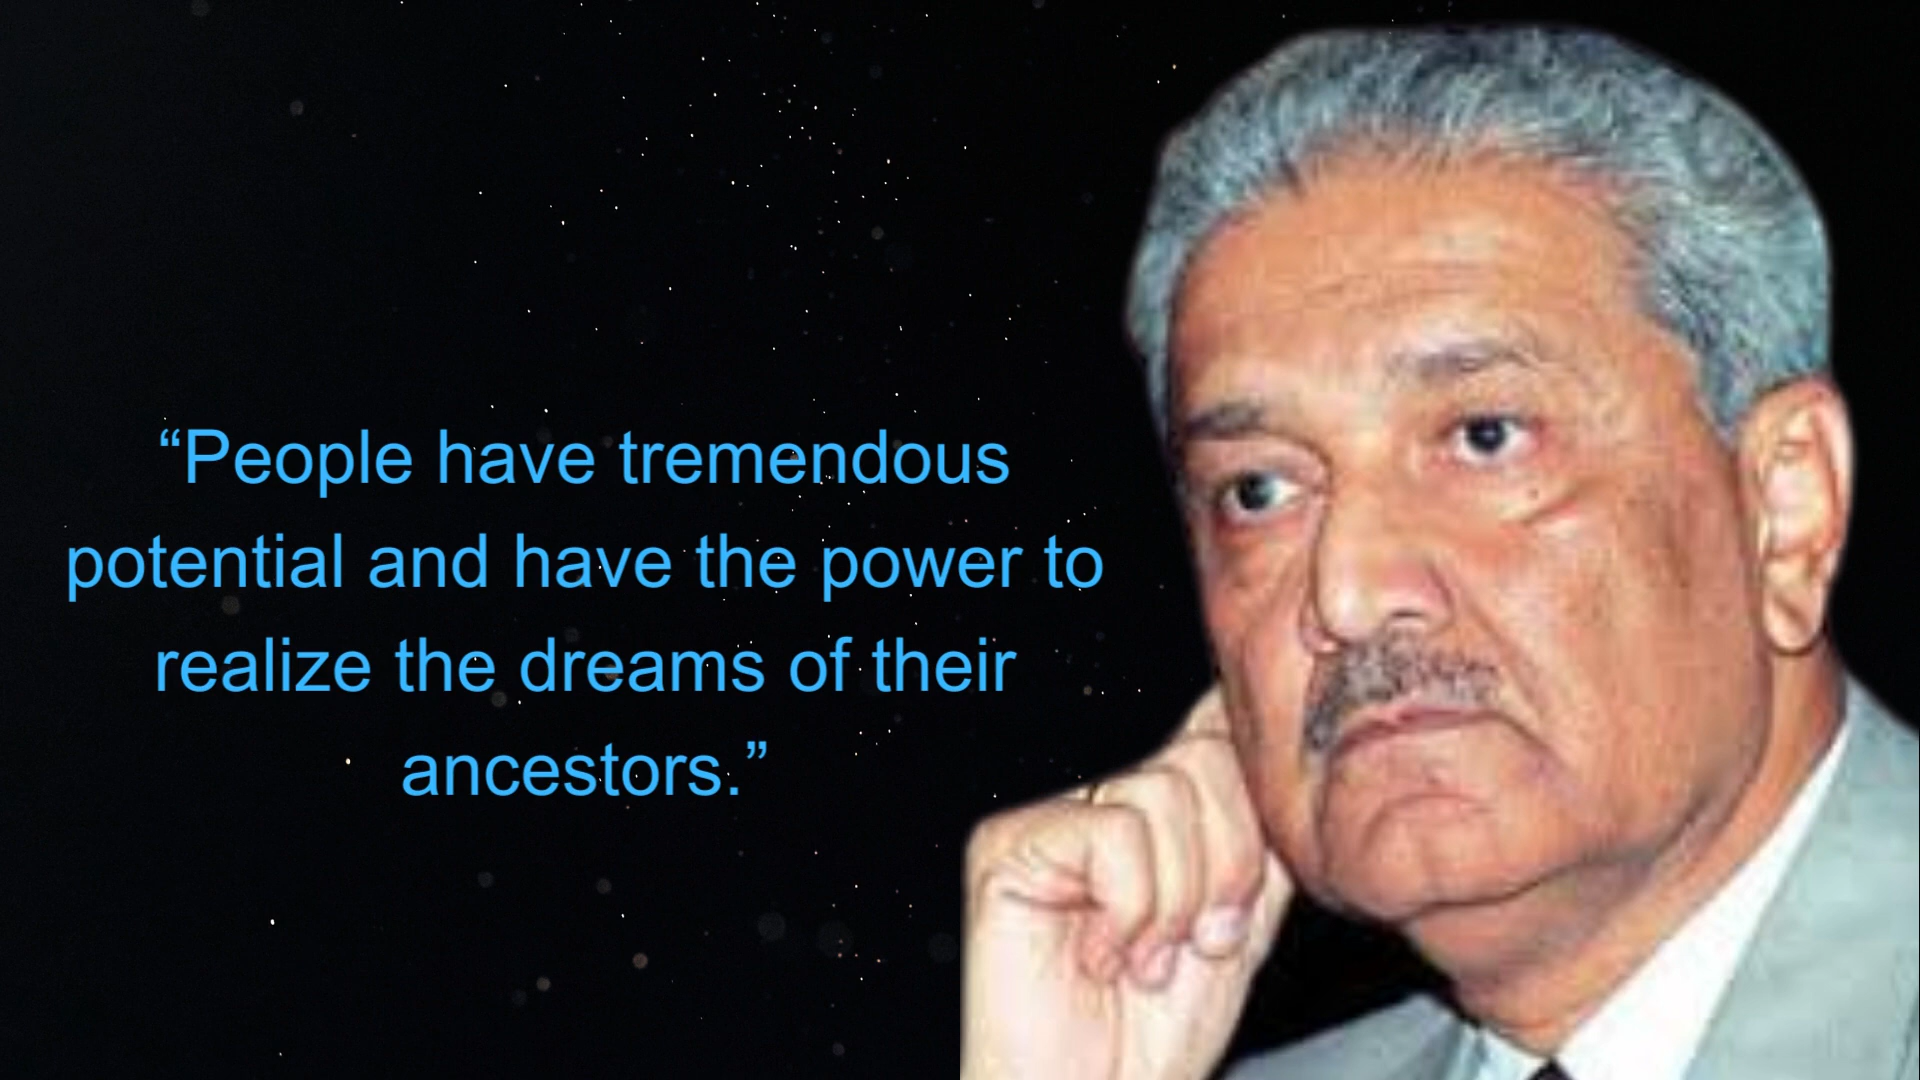 “People have tremendous
potential and have the power to
realize the dreams of their
ancestors.”